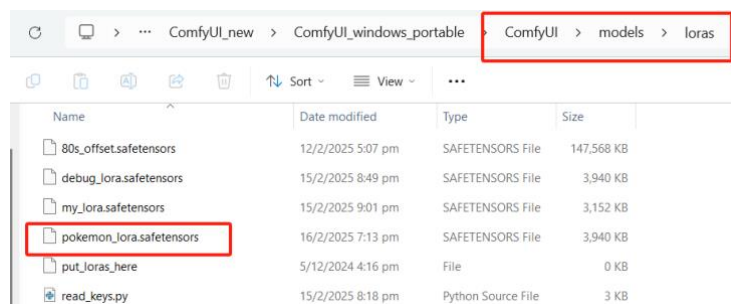 ComfyUI_new > ComfyUI_windows_portable > ComfyUI > models > loras
Sort View
Name Date modified Type Size
80s_offset.safetensors 12/2/2025 5:07 pm SAFETENSORS File 147,568 KB
debug_lora.safetensors 15/2/2025 8:49 pm SAFETENSORS File 3,940 KB
my_lora.safetensors 15/2/2025 9:01 pm SAFETENSORS File 3,152 KB
pokemon_lora.safetensors 16/2/2025 7:13 pm SAFETENSORS File 3,940 KB
put_loras_here 5/12/2024 4:16 pm File 0 KB
read_keys.py 15/2/2025 8:18 pm Python Source File 3 KB